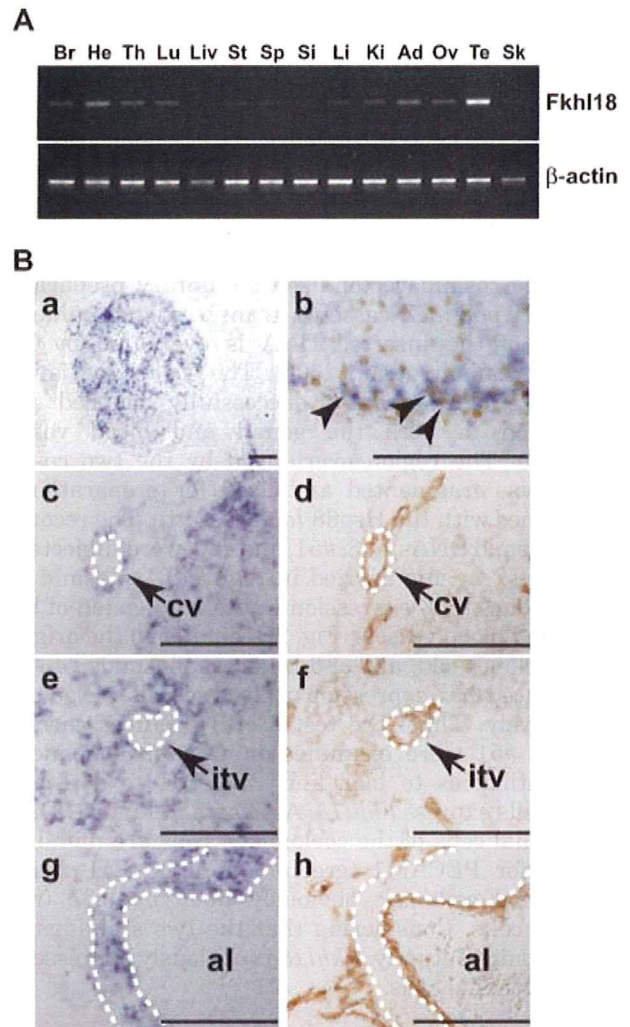 A
Br He Th Lu Liv St Sp Si Li Ki Ad Ov Te Sk
Fkhl18
β-actin
B
a
b
c
cv
d
cv
e
itv
f
itv
g
al
h
al